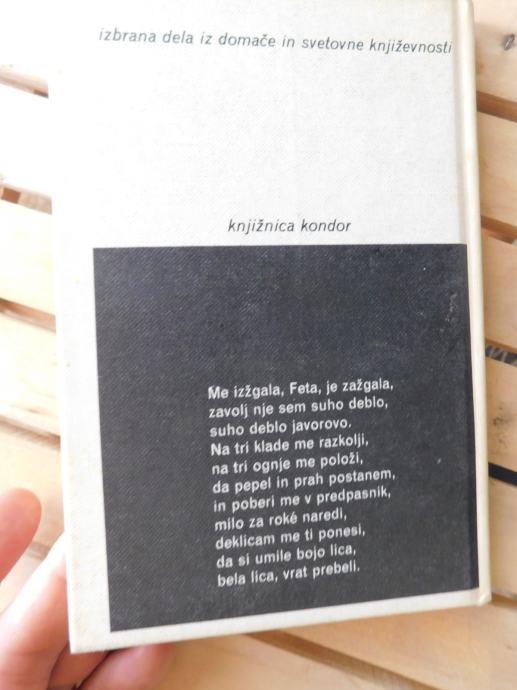 izbrana dela iz domače in svetovne književnosti
knjižnica kondor
Me izžgala, Feta, je zažgala,
zavolj nje sem suho deblo,
suho deblo javorovo.
Na tri klade me razkolji,
na tri ognje me položi,
da pepel in prah postanem,
in poberi me v predpasnik,
milo za roké naredi,
deklicam me ti ponesi,
da si umile bojo lica,
bela lica, vrat prebeli.